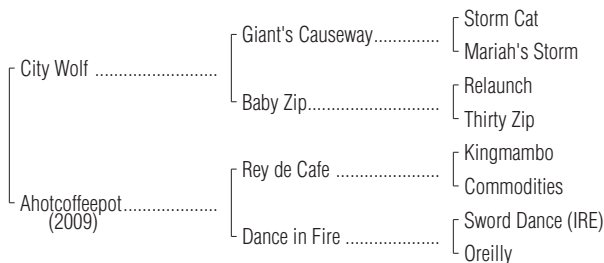 Storm Cat
Giant's Causeway..................
Mariah's Storm
City Wolf ..........................
Relaunch
Baby Zip............................
Thirty Zip
Kingmambo
Rey de Cafe ......................
Commodities
Ahotcoffeepot....................
(2009)
Sword Dance (IRE)
Dance in Fire ....................
Oreilly